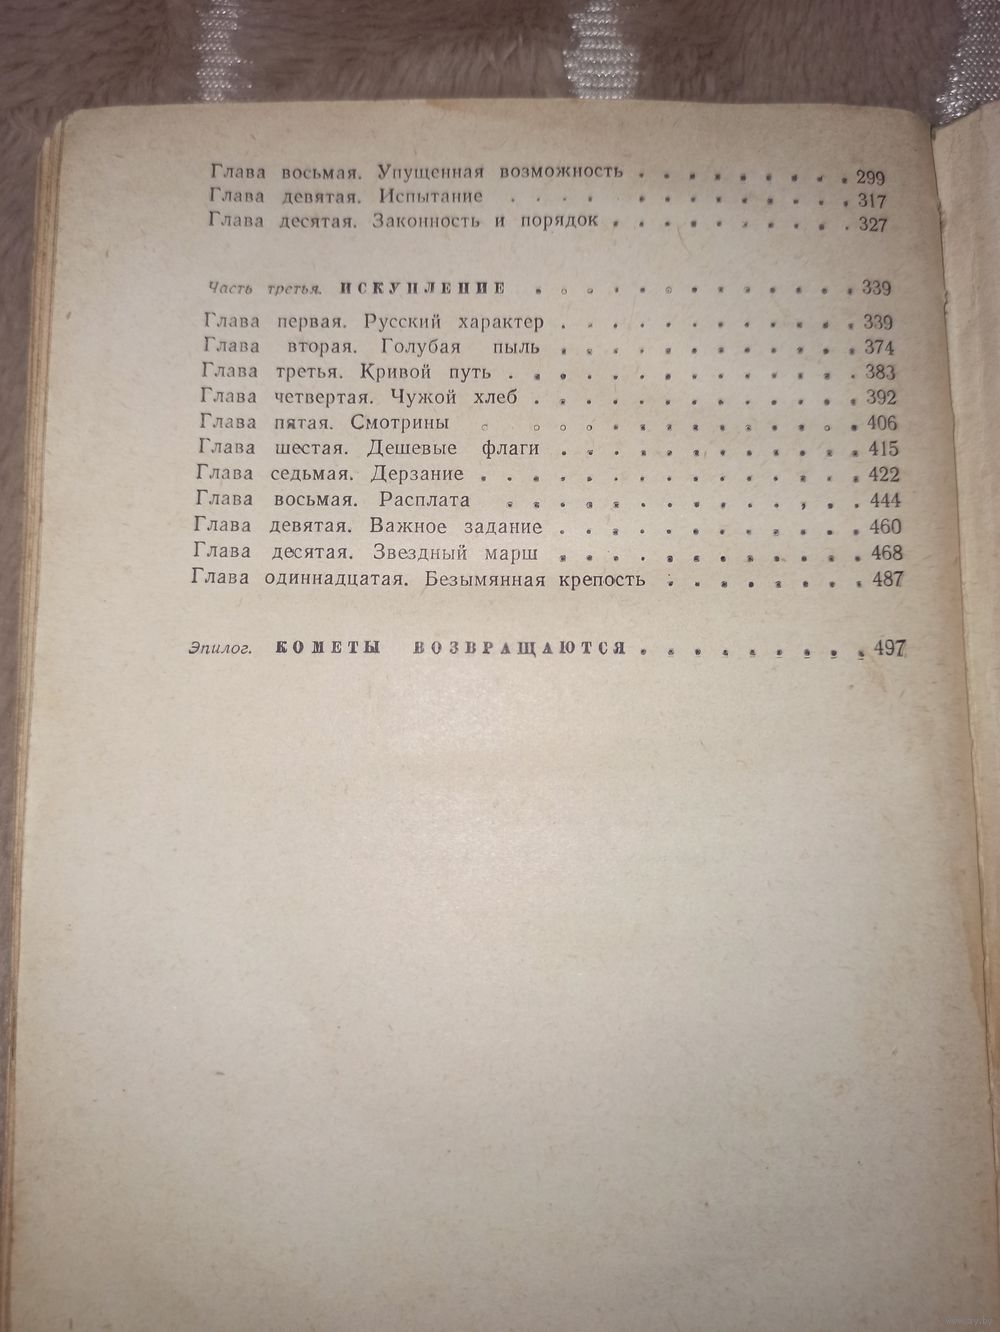 Глава восьмая. Упущенная возможность . . . . . . . . . 299
Глава девятая. Испытание . . . . . . . . . . . . . 317
Глава десятая. Законность и порядок . . . . . . . . . . 327
Часть третья. ИСКУПЛЕНИЕ . . . . . . . . . . . . . 339
Глава первая. Русский характер . . . . . . . . . . . . 339
Глава вторая. Голубая пыль . . . . . . . . . . . . 374
Глава третья. Кривой путь . . . . . . . . . . . . . . 383
Глава четвертая. Чужой хлеб . . . . . . . . . . . . . 392
Глава пятая. Смотрины . . . . . . . . . . . . . . 406
Глава шестая. Дешевые флаги . . . . . . . . . . . . 415
Глава седьмая. Дерзание . . . . . . . . . . . . . . . 422
Глава восьмая. Расплата . . . . . . . . . . . . . . 444
Глава девятая. Важное задание . . . . . . . . . . . . 460
Глава десятая. Звездный марш . . . . . . . . . . . . 468
Глава одиннадцатая. Безымянная крепость . . . . . . . . 487
Эпилог. КОМЕТЫ ВОЗВРАЩАЮТСЯ . . . . . . . . . 497
www.ay.by